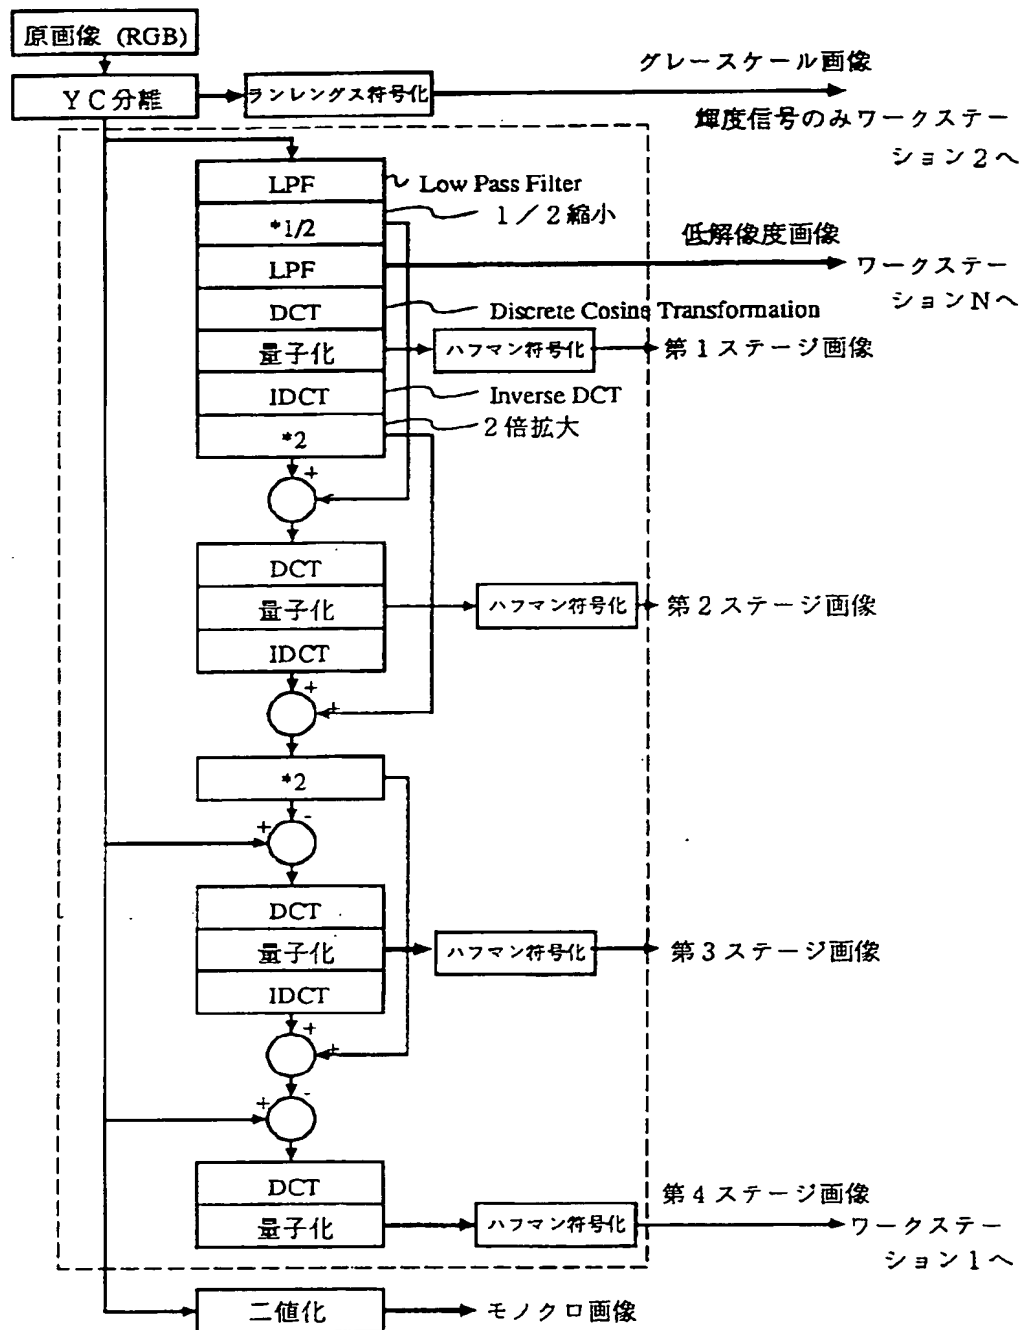 原画像 (RGB)
ＹＣ分離
ランレングス符号化
グレースケール画像
輝度信号のみワークステー
ション２へ
LPF
Low Pass Filter
*1/2
１／２縮小
LPF
低解像度画像
ワークステー
ションＮへ
DCT
Discrete Cosine Transformation
量子化
ハフマン符号化
第１ステージ画像
IDCT
Inverse DCT
*2
２倍拡大
+
DCT
量子化
ハフマン符号化
第２ステージ画像
IDCT
+
+
*2
+
-
DCT
量子化
ハフマン符号化
第３ステージ画像
IDCT
+
+
+
-
DCT
量子化
ハフマン符号化
第４ステージ画像
ワークステー
ション１へ
二値化
モノクロ画像